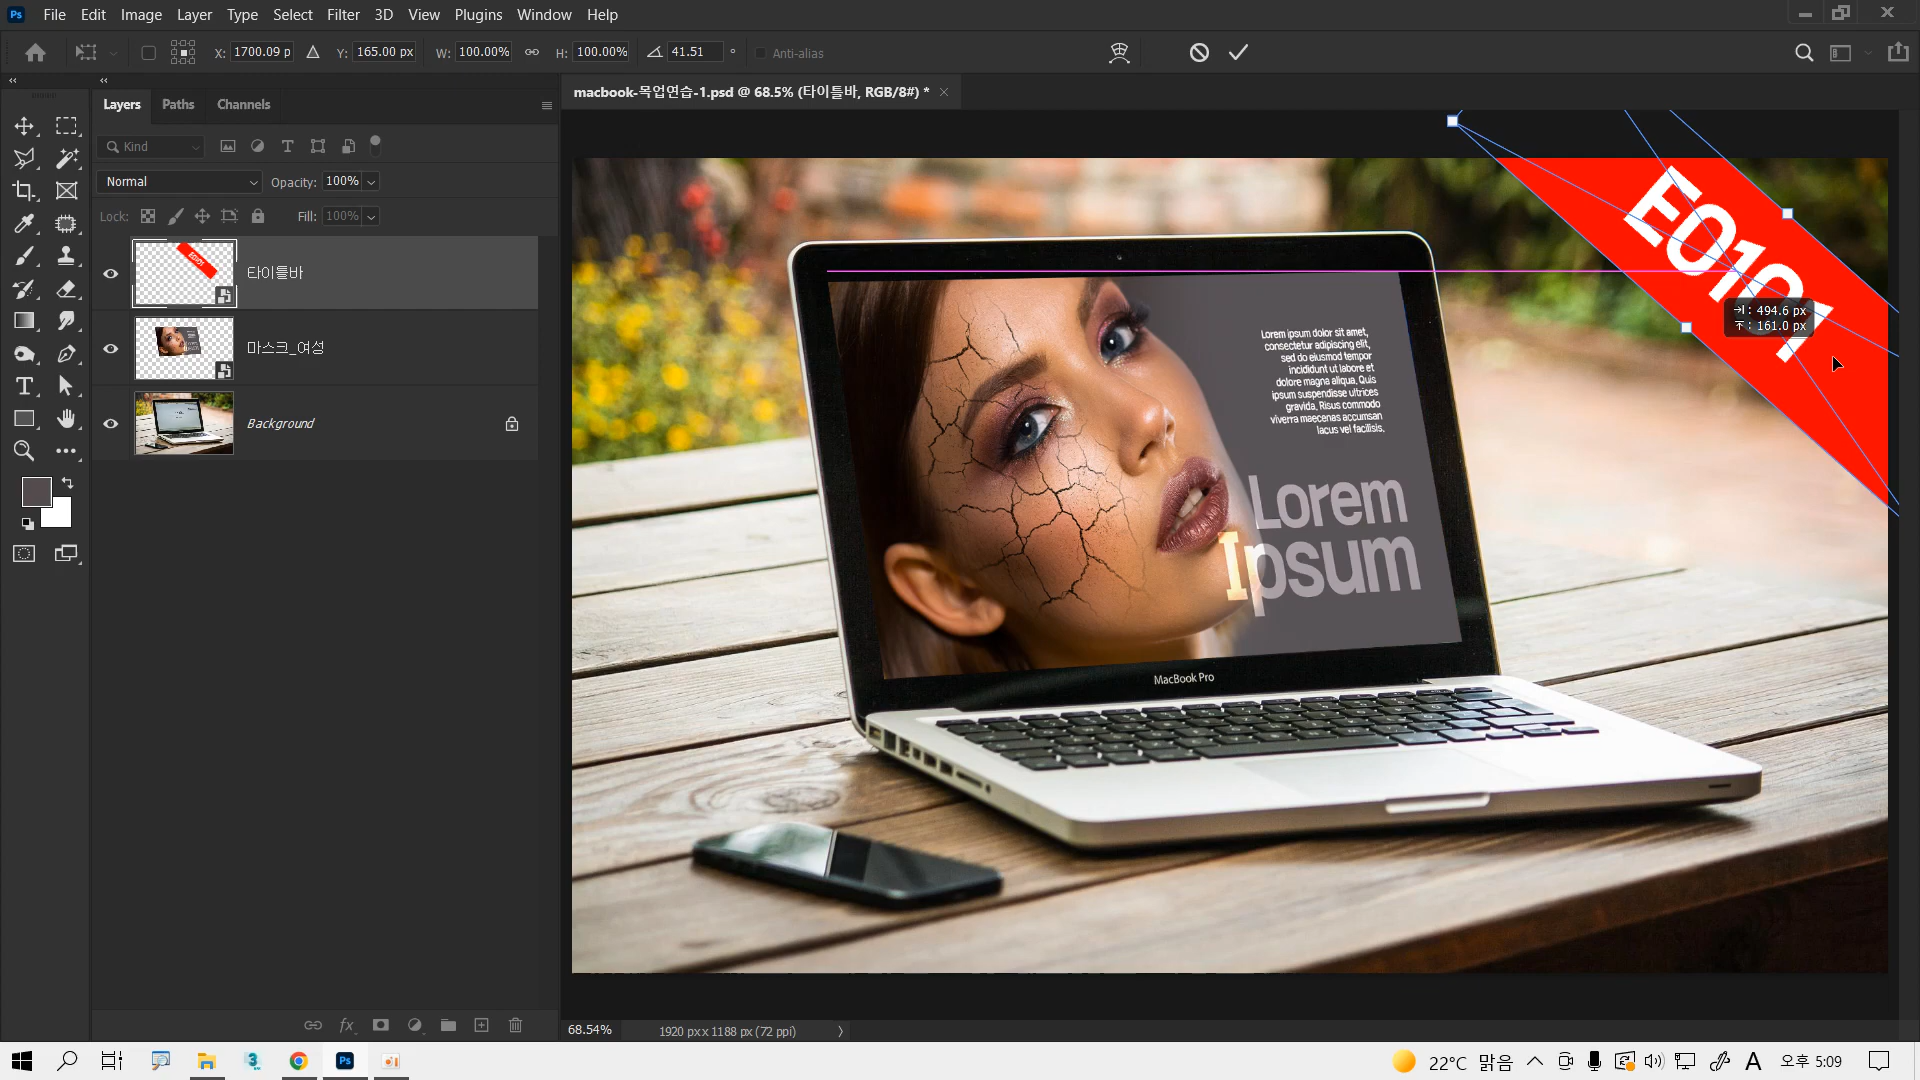 Ps File Edit Image Layer Type Select Filter 3D View Plugins Window Help
X: 1700.09 p Y: 165.00 px W: 100.00% H: 100.00% 41.51 ° Anti-alias
Layers Paths Channels
macbook-목업연습-1.psd @ 68.5% (타이틀바, RGB/8#) *
Kind
Normal Opacity: 100%
Lock: Fill: 100%
타이틀바
마스크_여성
Background
E0101
: 494.6 px
: 161.0 px
Lorem ipsum dolor sit amet,
consectetur adipiscing elit,
sed do eiusmod tempor
incididunt ut labore et
dolore magna aliqua. Quis
ipsum suspendisse ultrices
gravida. Risus commodo
viverra maecenas accumsan
lacus vel facilisis.
Lorem
Ipsum
MacBook Pro
68.54% 1920 px x 1188 px (72 ppi)
22°C 맑음 A 오후 5:09